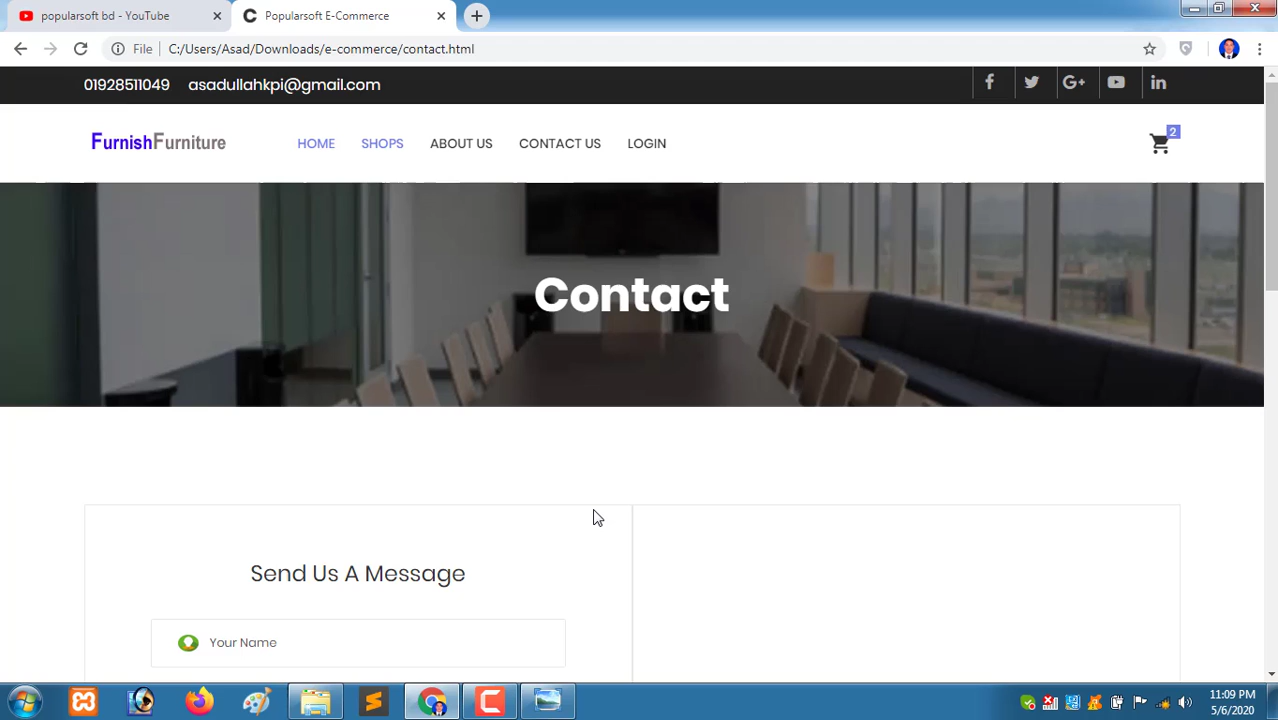 popularsoft bd - YouTube
Popularsoft E-Commerce
File
C:/Users/Asad/Downloads/e-commerce/contact.html
01928511049 asadullahkpi@gmail.com
FurnishFurniture
HOME SHOPS ABOUT US CONTACT US LOGIN
2
Contact
Send Us A Message
Your Name
11:09 PM
5/6/2020